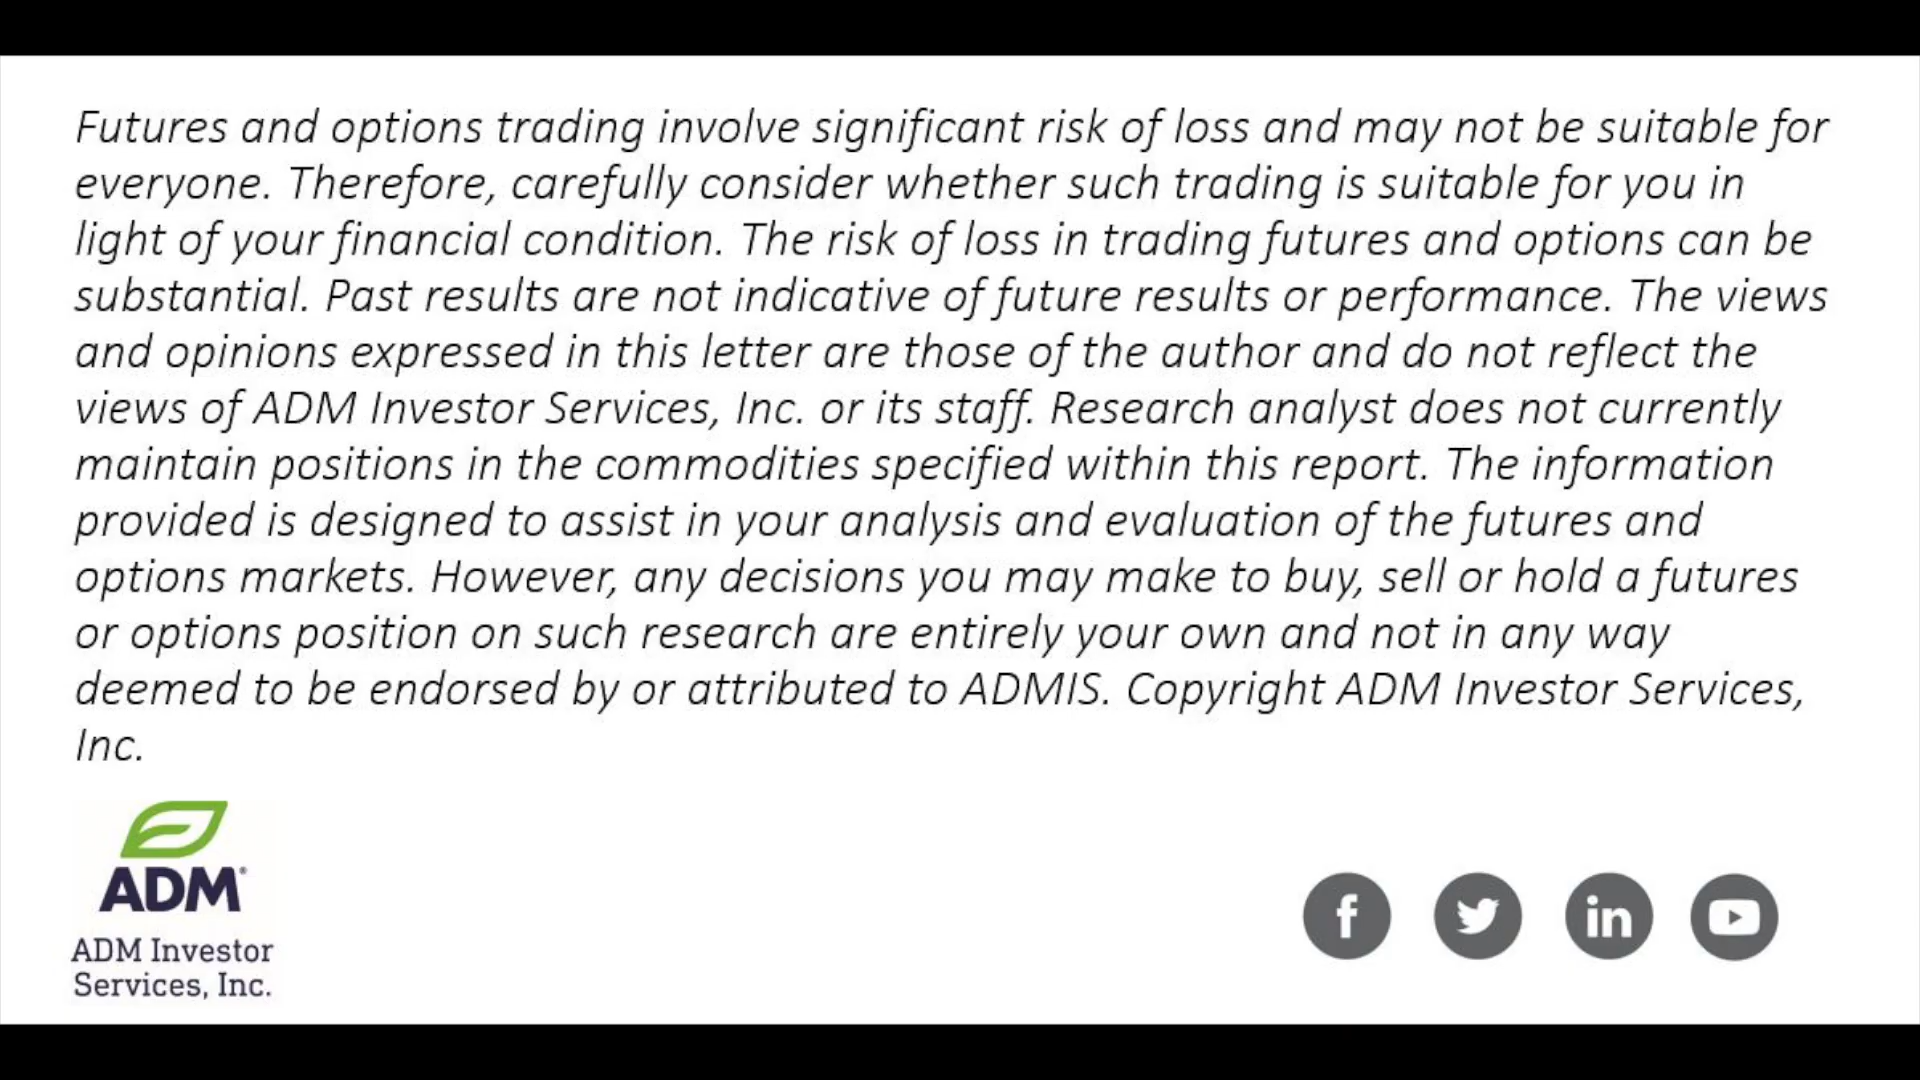 Futures and options trading involve significant risk of loss and may not be suitable for
everyone. Therefore, carefully consider whether such trading is suitable for you in
light of your financial condition. The risk of loss in trading futures and options can be
substantial. Past results are not indicative of future results or performance. The views
and opinions expressed in this letter are those of the author and do not reflect the
views of ADM Investor Services, Inc. or its staff. Research analyst does not currently
maintain positions in the commodities specified within this report. The information
provided is designed to assist in your analysis and evaluation of the futures and
options markets. However, any decisions you may make to buy, sell or hold a futures
or options position on such research are entirely your own and not in any way
deemed to be endorsed by or attributed to ADMIS. Copyright ADM Investor Services,
Inc.
ADM®
ADM Investor
Services, Inc.
f
in